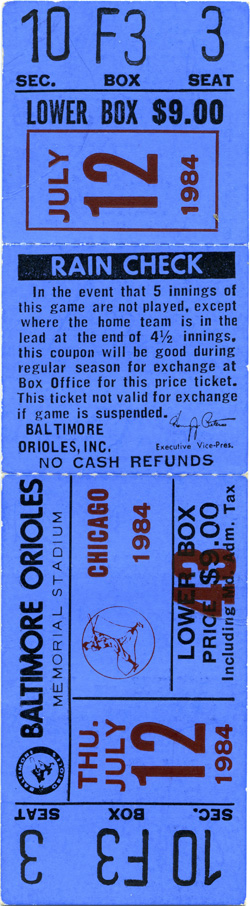 10 F3 3
SEC. BOX SEAT
LOWER BOX $9.00
JULY 12 1984
RAIN CHECK
In the event that 5 innings of
this game are not played, except
where the home team is in the
lead at the end of 4½ innings,
this coupon will be good during
regular season for exchange at
Box Office for this price ticket.
This ticket not valid for exchange
if game is suspended.
BALTIMORE
ORIOLES, INC.
Executive Vice-Pres.
NO CASH REFUNDS
BALTIMORE ORIOLES
MEMORIAL STADIUM
CHICAGO
1984
LOWER BOX
PRICE $9.00
Including Md. Adm. Tax
43
THU.
JULY
12
1984
SEC. BOX SEAT
10 F3 3